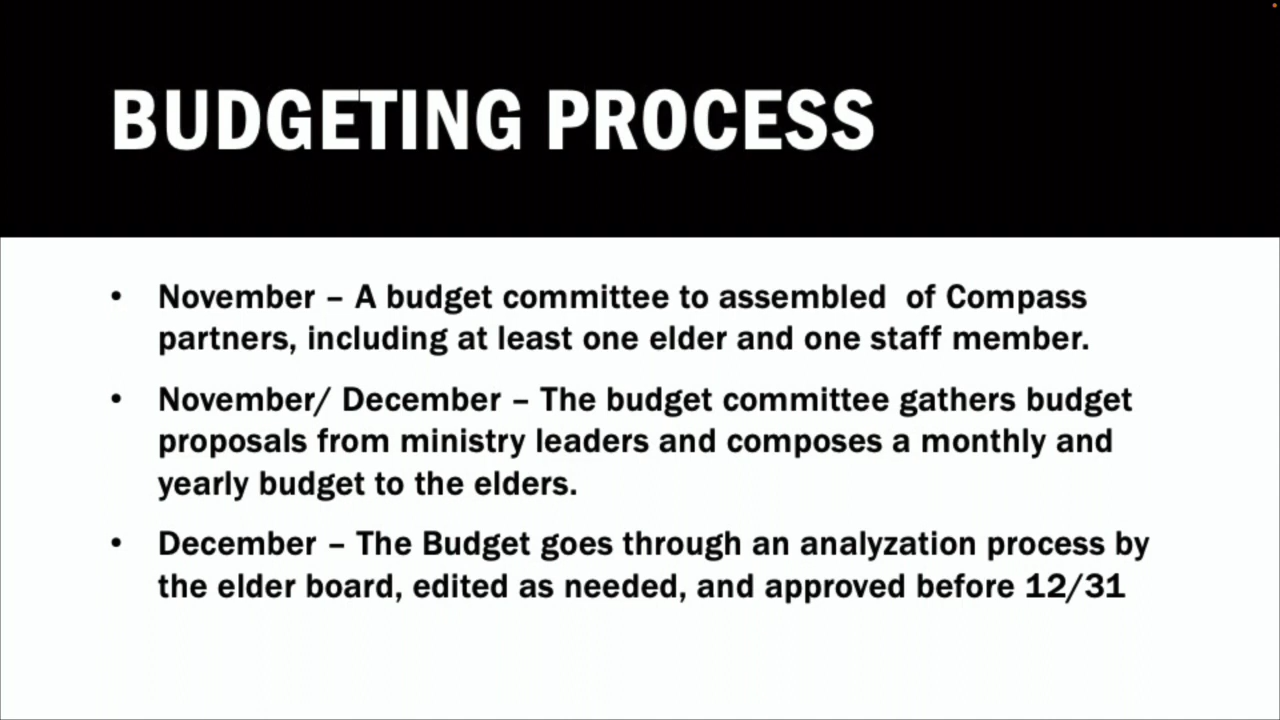 BUDGETING PROCESS
• November – A budget committee to assembled  of Compass
partners, including at least one elder and one staff member.
• November/ December – The budget committee gathers budget
proposals from ministry leaders and composes a monthly and
yearly budget to the elders.
• December – The Budget goes through an analyzation process by
the elder board, edited as needed, and approved before 12/31